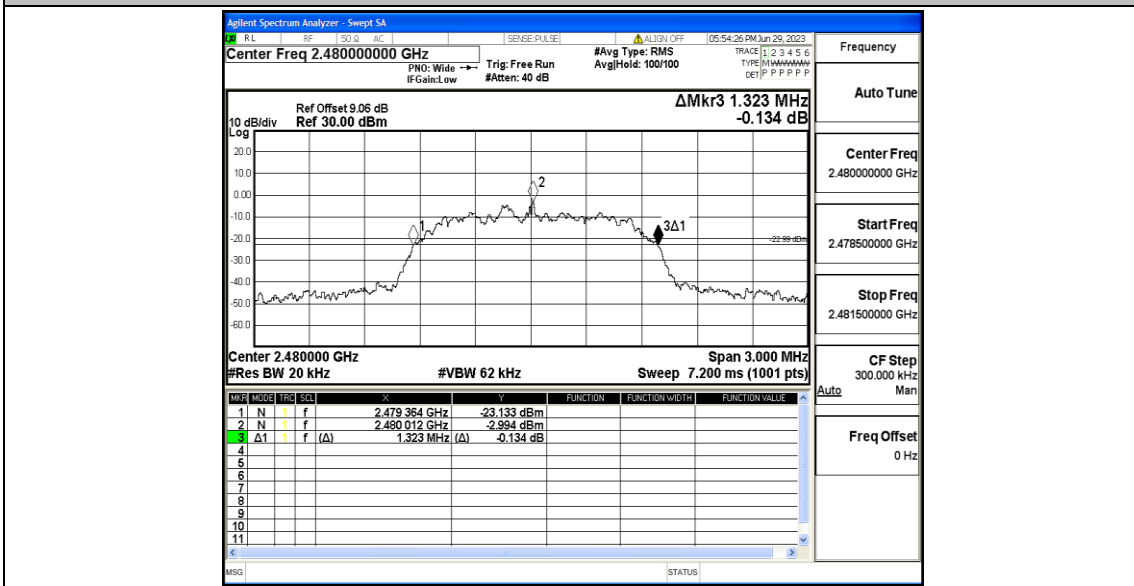 Agilent Spectrum Analyzer - Swept SA
RL RF 50 Ω AC SENSE:PULSE ALIGN OFF 05:54:26 PM Jun 29, 2023
Center Freq 2.480000000 GHz
PNO: Wide
IFGain:Low
Trig: Free Run
#Atten: 40 dB
#Avg Type: RMS
Avg|Hold: 100/100
TRACE 1 2 3 4 5 6
TYPE M
DET P P P P P P
Frequency
Auto Tune
Center Freq
2.480000000 GHz
Start Freq
2.478500000 GHz
Stop Freq
2.481500000 GHz
CF Step
300.000 kHz
Auto Man
Freq Offset
0 Hz
ΔMkr3 1.323 MHz
-0.134 dB
Ref Offset 9.06 dB
10 dB/div Ref 30.00 dBm
Log
20.0
10.0
0.00
-10.0
-20.0
-30.0
-40.0
-50.0
-60.0
1
2
3Δ1
-22.99 dBm
Center 2.480000 GHz Span 3.000 MHz
#Res BW 20 kHz #VBW 62 kHz Sweep 7.200 ms (1001 pts)
MKR MODE TRC SCL X Y FUNCTION FUNCTION WIDTH FUNCTION VALUE
1 N 1 f 2.479 364 GHz -23.133 dBm
2 N 1 f 2.480 012 GHz -2.994 dBm
3 Δ1 1 f (Δ) 1.323 MHz (Δ) -0.134 dB
4
5
6
7
8
9
10
11
MSG STATUS